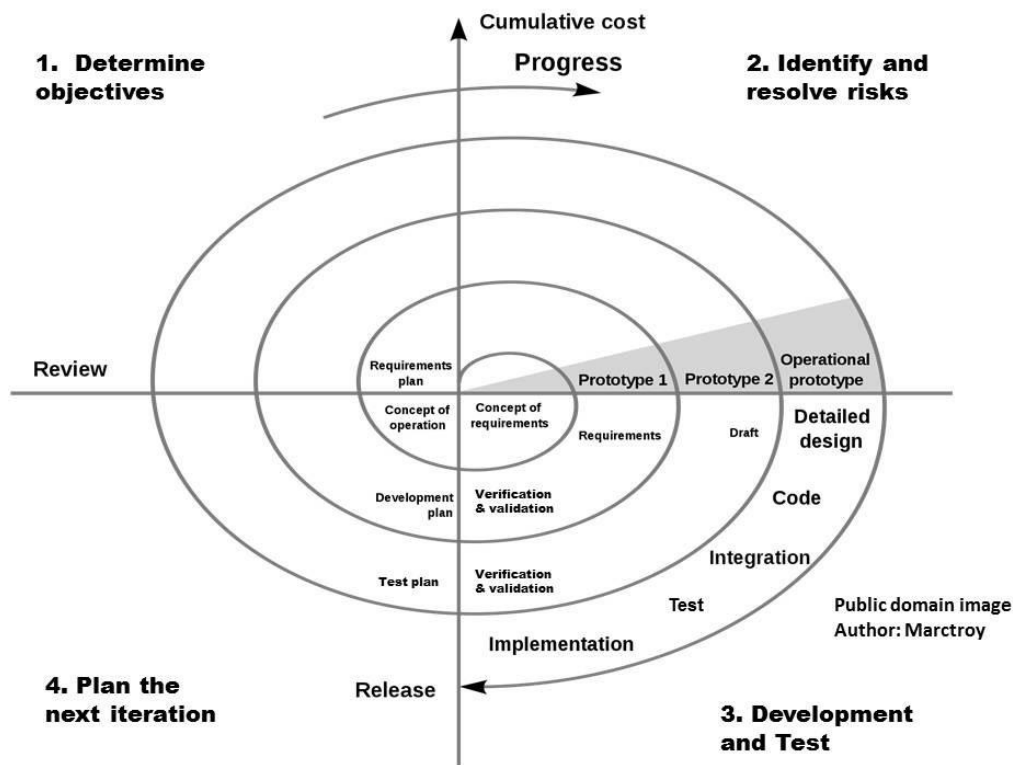 Cumulative cost
1. Determine
objectives
Progress
2. Identify and
resolve risks
Review
Requirements
plan
Prototype 1
Prototype 2
Operational
prototype
Concept of
operation
Concept of
requirements
Requirements
Draft
Detailed
design
Development
plan
Verification
& validation
Code
Integration
Test plan
Verification
& validation
Test
Implementation
Public domain image
Author: Marctroy
4. Plan the
next iteration
Release
3. Development
and Test